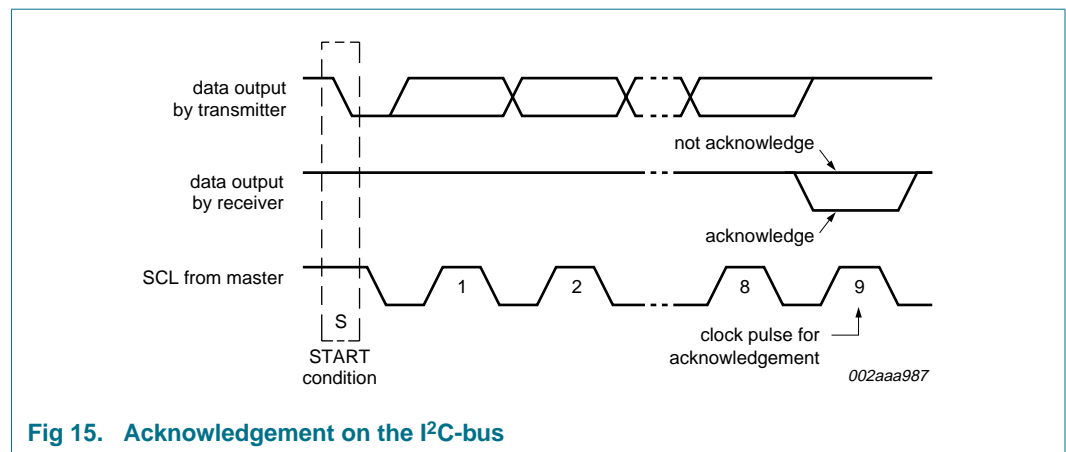 data output
by transmitter
not acknowledge
data output
by receiver
acknowledge
SCL from master
1
2
8
9
S
START
condition
clock pulse for
acknowledgement
002aaa987
Fig 15. Acknowledgement on the I²C-bus